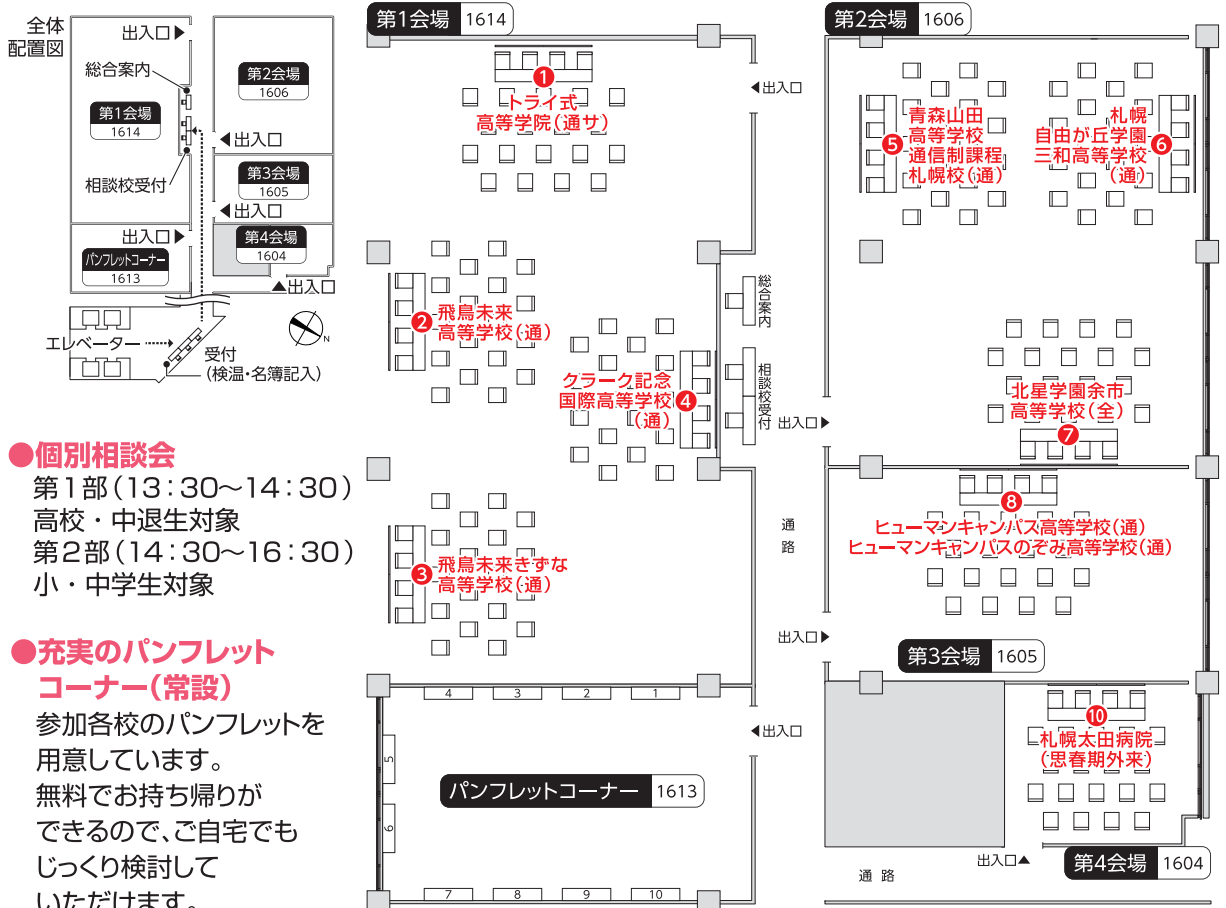 全体
配置図
出入口▶
総合案内
第1会場
1614
相談校受付
出入口▶
パンフレットコーナー
1613
第2会場
1606
◀出入口
第3会場
1605
◀出入口
第4会場
1604
▲出入口
エレベーター
受付
(検温・名簿記入)
N
●個別相談会
第1部(13:30～14:30)
高校・中退生対象
第2部(14:30～16:30)
小・中学生対象
●充実のパンフレット
コーナー(常設)
参加各校のパンフレットを
用意しています。
無料でお持ち帰りが
できるので、ご自宅でも
じっくり検討して
いただけます。
第1会場 1614
❶
トライ式
高等学院(通サ)
◀出入口
❷ 飛鳥未来
高等学校(通)
総合案内
クラーク記念
国際高等学校 ❹
(通)
相談校受付
❸ 飛鳥未来きずな
高等学校(通)
4 3 2 1
5
6
パンフレットコーナー 1613
◀出入口
7 8 9 10
第2会場 1606
❺ 青森山田
高等学校
通信制課程
札幌校(通)
札幌
自由が丘学園
三和高等学校 ❻
(通)
北星学園余市
高等学校(全)
❼
出入口▶
❽
ヒューマンキャンパス高等学校(通)
ヒューマンキャンパスのぞみ高等学校(通)
通路
出入口▶
第3会場 1605
❿
札幌太田病院
(思春期外来)
出入口▲
第4会場 1604
通路